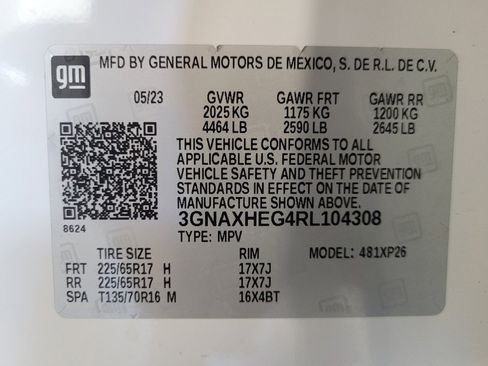 gm MFD BY GENERAL MOTORS DE MEXICO, S. DE R.L. DE C.V.
05/23 GVWR GAWR FRT GAWR RR
2025 KG 1175 KG 1200 KG
4464 LB 2590 LB 2645 LB
THIS VEHICLE CONFORMS TO ALL
APPLICABLE U.S. FEDERAL MOTOR
VEHICLE SAFETY AND THEFT PREVENTION
STANDARDS IN EFFECT ON THE DATE OF
MANUFACTURE SHOWN ABOVE.
3GNAXHEG4RL104308
8624
TYPE: MPV MODEL: 481XP26
TIRE SIZE RIM
FRT 225/65R17 H 17X7J
RR 225/65R17 H 17X7J
SPA T135/70R16 M 16X4BT